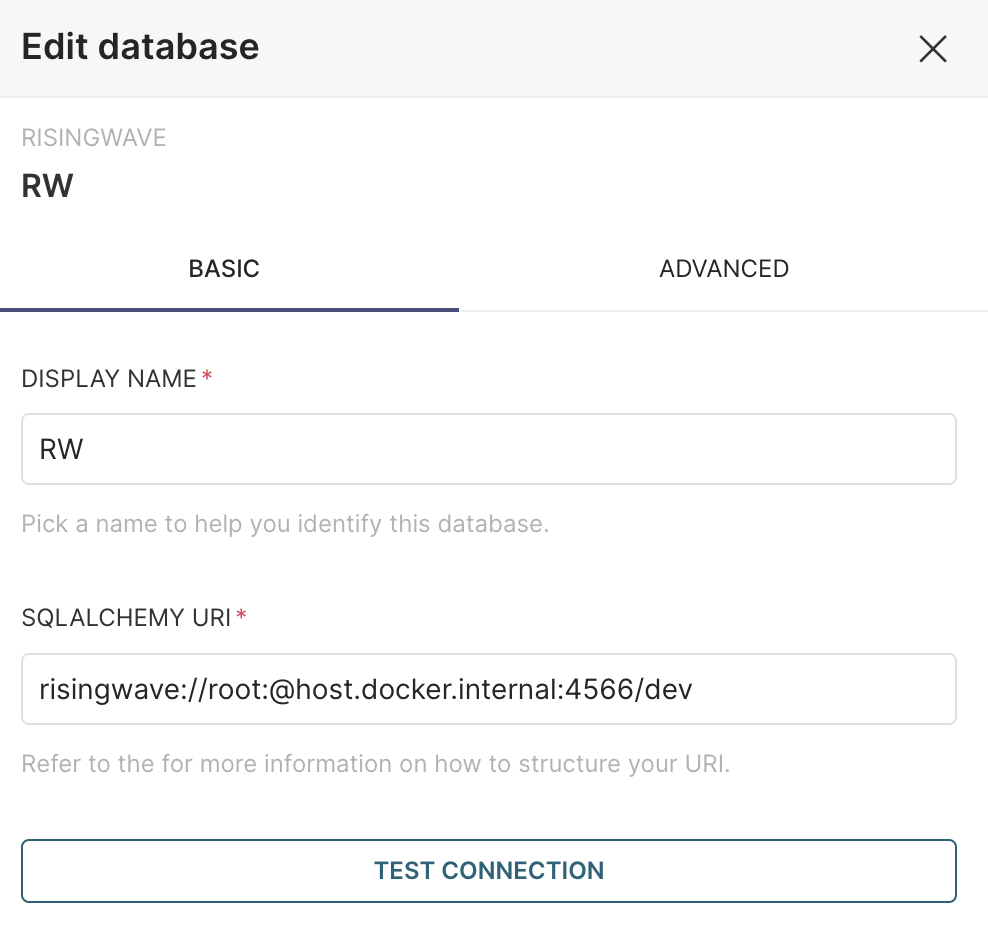 Edit database
RISINGWAVE
RW
BASIC
ADVANCED
DISPLAY NAME *
RW
Pick a name to help you identify this database.
SQLALCHEMY URI *
risingwave://root:@host.docker.internal:4566/dev
Refer to the for more information on how to structure your URI.
TEST CONNECTION